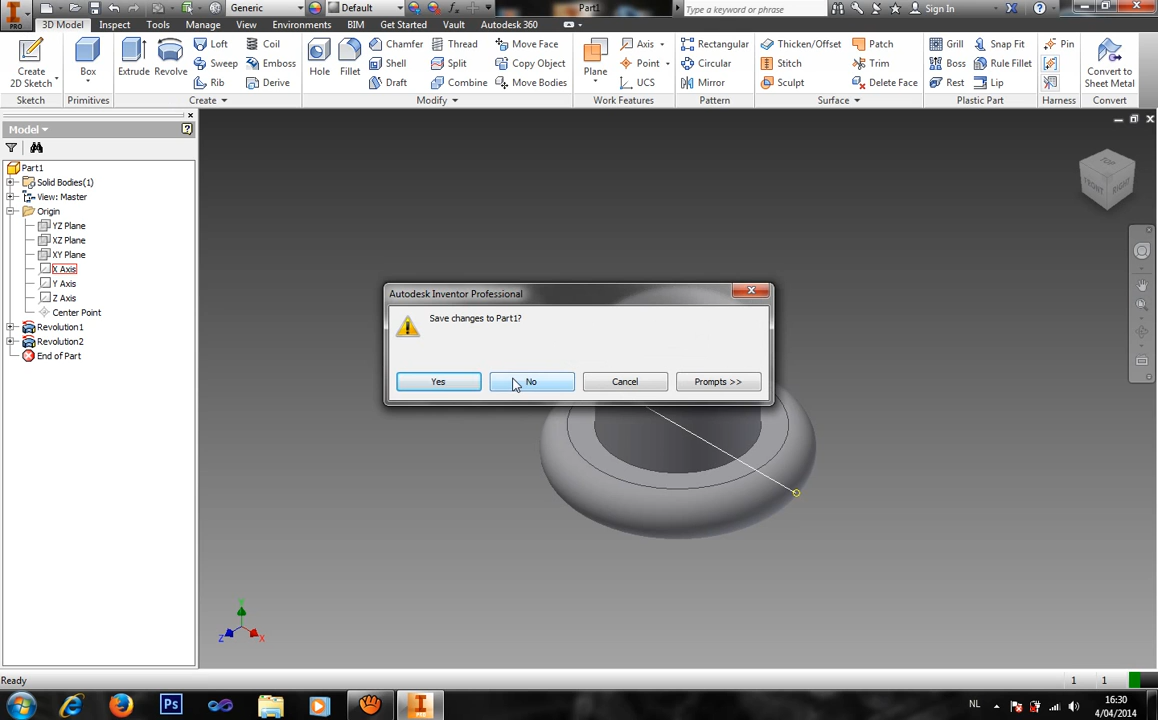 PRO
Generic
Default
Part1
Type a keyword or phrase
Sign In
3D Model
Inspect
Tools
Manage
View
Environments
BIM
Get Started
Vault
Autodesk 360
Create 2D Sketch
Box
Extrude
Revolve
Loft
Sweep
Rib
Coil
Emboss
Derive
Hole
Fillet
Chamfer
Shell
Draft
Thread
Split
Combine
Move Face
Copy Object
Move Bodies
Plane
Axis
Point
UCS
Rectangular
Circular
Mirror
Thicken/Offset
Stitch
Sculpt
Patch
Trim
Delete Face
Grill
Boss
Rest
Snap Fit
Rule Fillet
Lip
Pin
Convert to Sheet Metal
Sketch
Primitives
Create
Modify
Work Features
Pattern
Surface
Plastic Part
Harness
Convert
Model
Part1
Solid Bodies(1)
View: Master
Origin
YZ Plane
XZ Plane
XY Plane
X Axis
Y Axis
Z Axis
Center Point
Revolution1
Revolution2
End of Part
TOP
FRONT
RIGHT
Autodesk Inventor Professional
Save changes to Part1?
Yes
No
Cancel
Prompts >>
Y
Z
X
Ready
1
1
Ps
PRO
NL
16:30
4/04/2014